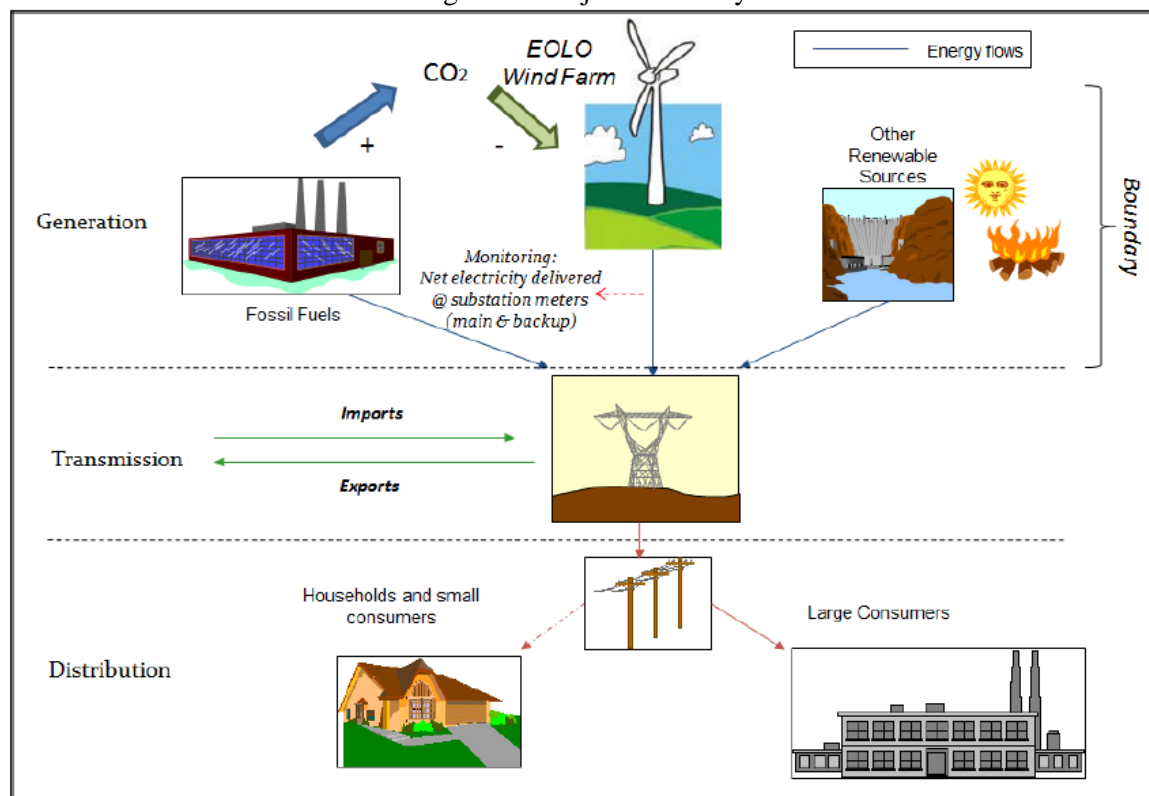 EOLO
Wind Farm
CO2
Energy flows
+
-
Other
Renewable
Sources
Generation
Boundary
Monitoring:
Net electricity delivered
@ substation meters
(main & backup)
Fossil Fuels
Imports
Transmission
Exports
Households and small
consumers
Large Consumers
Distribution